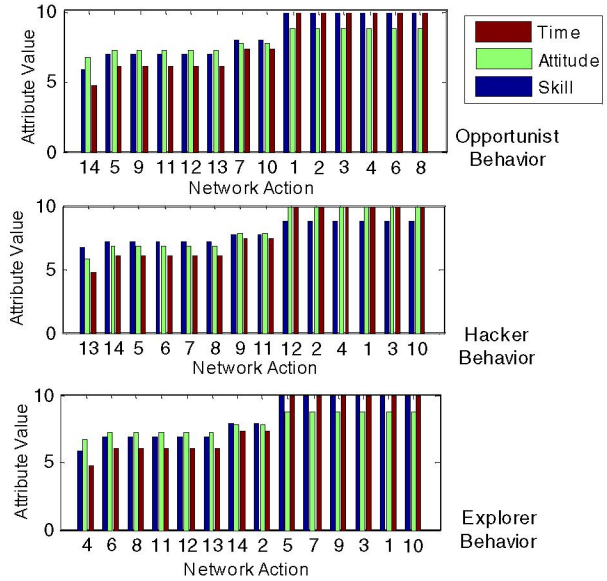 10
5
0
Attribute Value
14 5 9 11 12 13 7 10 1 2 3 4 6 8
Network Action
Time
Attitude
Skill
Opportunist
Behavior
10
5
0
Attribute Value
13 14 5 6 7 8 9 11 12 2 4 1 3 10
Network Action
Hacker
Behavior
10
5
0
Attribute Value
4 6 8 11 12 13 14 2 5 7 9 3 1 10
Network Action
Explorer
Behavior